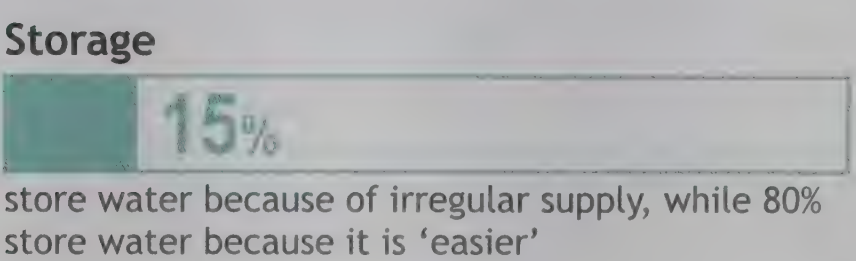 Storage
15%
store water because of irregular supply, while 80%
store water because it is ‘easier’